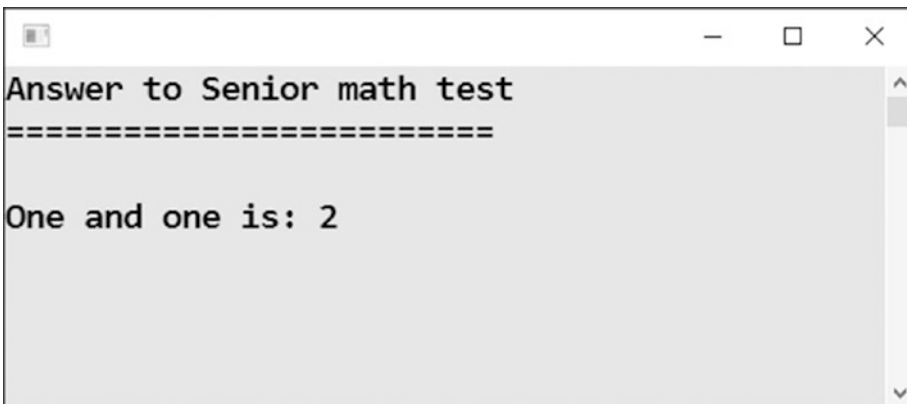 Answer to Senior math test
=========================
One and one is: 2